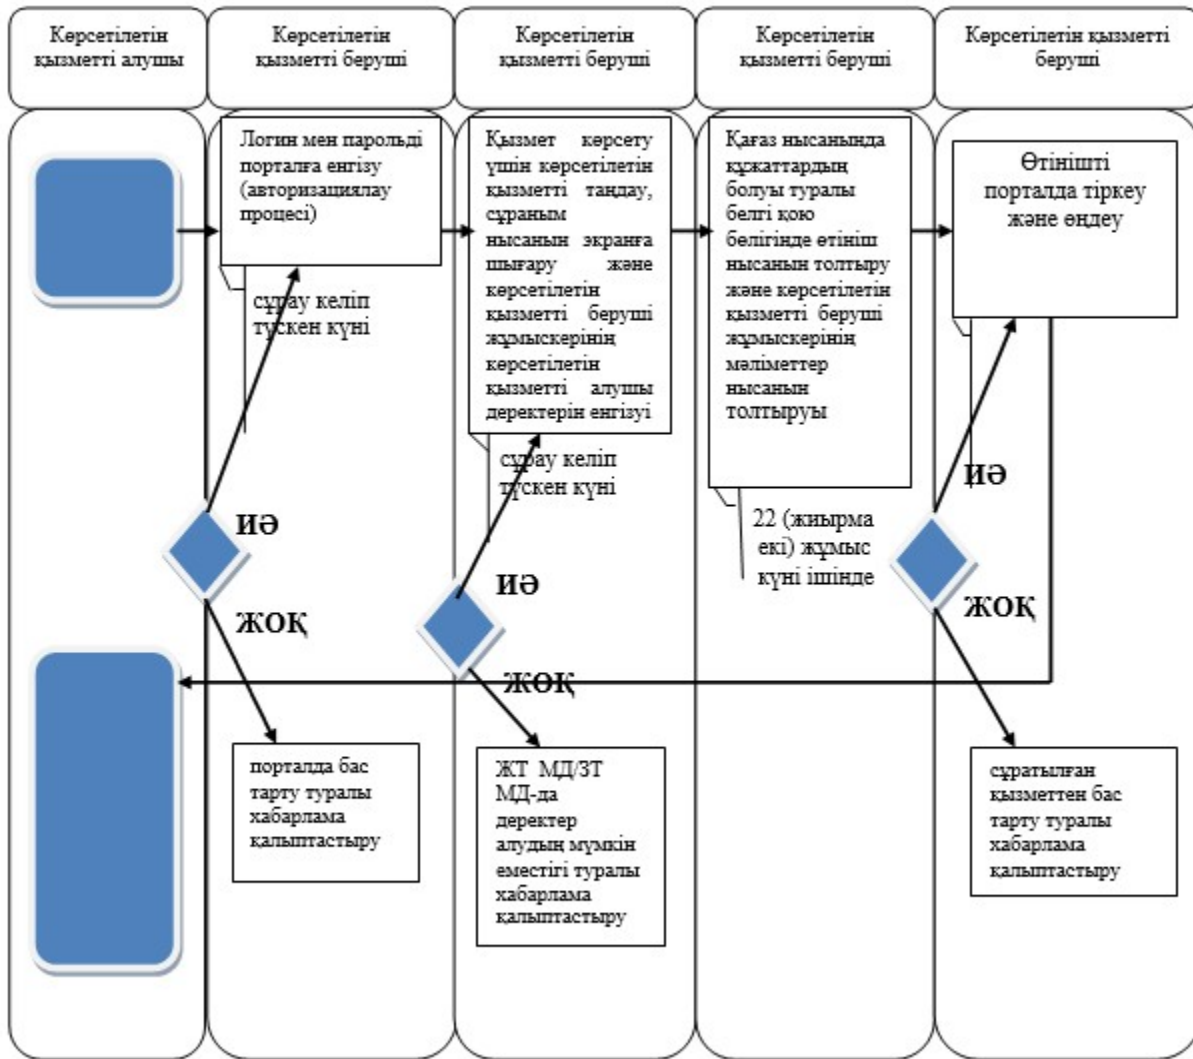 Көрсетілетін
қызметті алушы
Көрсетілетін
қызметті беруші
Көрсетілетін
қызметті беруші
Көрсетілетін
қызметті беруші
Көрсетілетін қызметті
беруші
Логин мен парольді
порталға енгізу
(авторизациялау
процесі)
сұрау келіп
түскен күні
Қызмет көрсету
үшін көрсетілетін
қызметті таңдау,
сұраным
нысанын экранға
шығару және
көрсетілетін
қызметті беруші
жұмыскерінің
көрсетілетін
қызметті алушы
деректерін енгізуі
сұрау келіп
түскен күні
Қағаз нысанында
құжаттардың
болуы туралы
белгі қою
бөлігінде өтініш
нысанын толтыру
және көрсетілетін
қызметті беруші
жұмыскерінің
мәліметтер
нысанын
толтыруы
22 (жиырма
екі) жұмыс
күні ішінде
Өтінішті
порталда тіркеу
және өңдеу
ИӘ
ЖОҚ
ИӘ
ЖОҚ
ИӘ
ЖОҚ
порталда бас
тарту туралы
хабарлама
қалыптастыру
ЖТ МД/ЗТ
МД-да
деректер
алудың мүмкін
еместігі туралы
хабарлама
қалыптастыру
сұратылған
қызметтен бас
тарту туралы
хабарлама
қалыптастыру